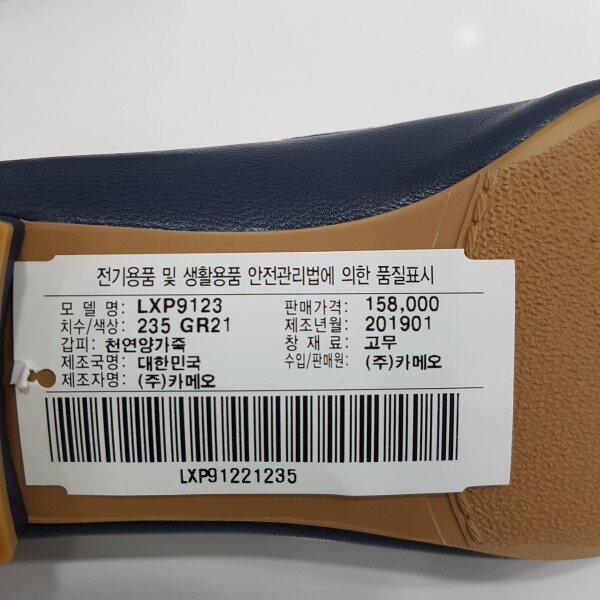 전기용품 및 생활용품 안전관리법에 의한 품질표시
모 델 명: LXP9123 판매가격: 158,000
치수/색상: 235 GR21 제조년월: 201901
갑피: 천연양가죽 창 재 료: 고무
제조국명: 대한민국 수입/판매원: (주)카메오
제조자명: (주)카메오
LXP91221235